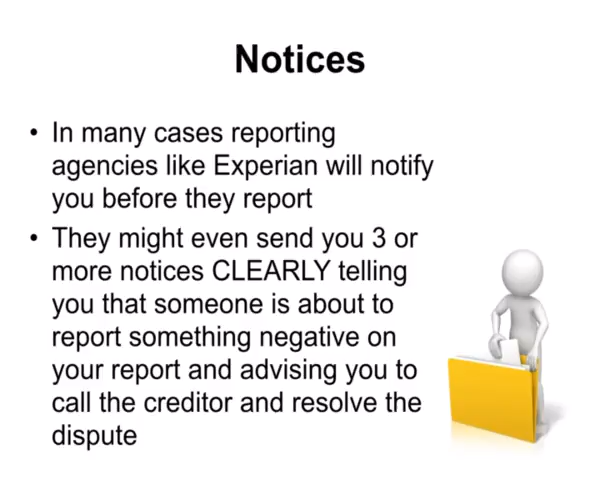 Notices
• In many cases reporting
agencies like Experian will notify
you before they report
• They might even send you 3 or
more notices CLEARLY telling
you that someone is about to
report something negative on
your report and advising you to
call the creditor and resolve the
dispute